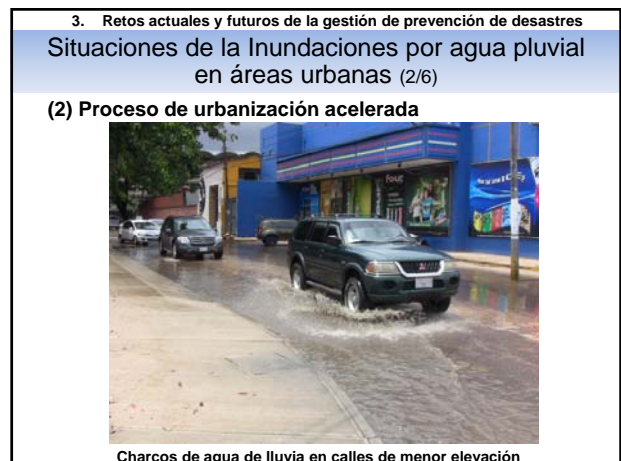 3. Retos actuales y futuros de la gestión de prevención de desastres
Situaciones de la Inundaciones por agua pluvial
en áreas urbanas (2/6)
(2) Proceso de urbanización acelerada
Charcos de agua de lluvia en calles de menor elevación